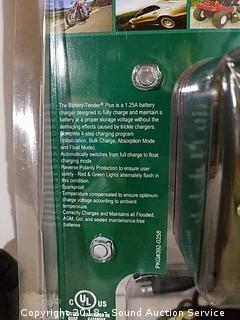 - The Battery Tender® Plus is a 1.25A battery
charger designed to fully charge and maintain a
battery at a proper storage voltage without the
damaging effects caused by trickle chargers.
- Complete 4-step charging program
(Initialization, Bulk Charge, Absorption Mode
and Float Mode).
- Automatically switches from full charge to float
charging mode.
- Reverse Polarity Protection to ensure user
safety - Red & Green Lights alternately flash in
this condition.
- Sparkproof.
- Temperature compensated to ensure optimum
charge voltage according to ambient
temperature.
- Correctly Charges and Maintains all Flooded,
AGM, Gel, and sealed maintenance-free
batteries
PKG#392-0258
C UL US
LISTED
Copyright 2018 - Sound Auction Service